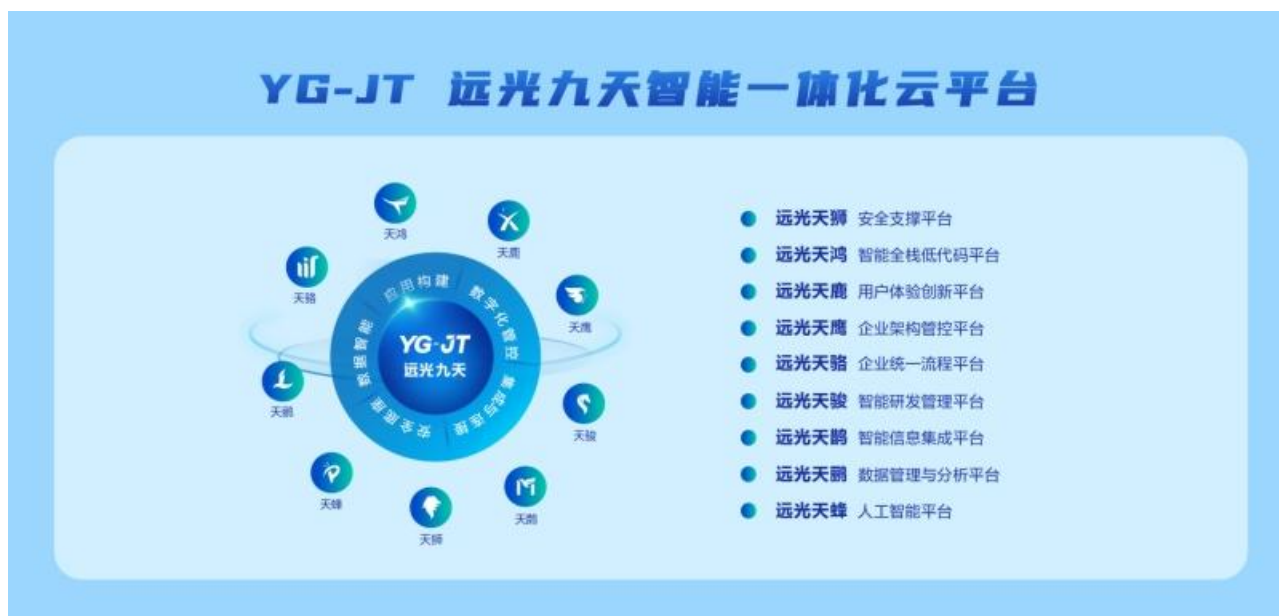 YG-JT 远光九天智能一体化云平台
天鸿
天鹿
天骆
天鹰
天鹏
天骏
天蜂
天狮
天鹊
应用构建
数字化管控
集成与连接
安全底座
数据智能
YG-JT
远光九天
远光天狮 安全支撑平台
远光天鸿 智能全栈低代码平台
远光天鹿 用户体验创新平台
远光天鹰 企业架构管控平台
远光天骆 企业统一流程平台
远光天骏 智能研发管理平台
远光天鹊 智能信息集成平台
远光天鹏 数据管理与分析平台
远光天蜂 人工智能平台